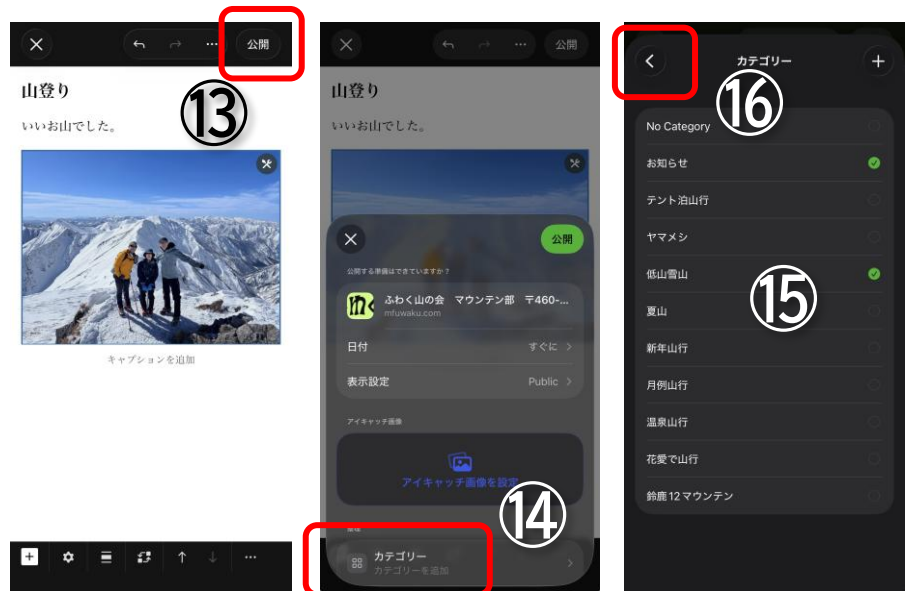 公開
⑬
山登り
いいお山でした。
キャプションを追加
公開
山登り
いいお山でした。
公開
公開する準備はできていますか？
ふわく山の会　マウンテン部　〒460-...
mfuwaku.com
日付
すぐに
表示設定
Public
アイキャッチ画像
アイキャッチ画像を設定
⑭
カテゴリー
カテゴリーを追加
カテゴリー
⑯
No Category
お知らせ
テント泊山行
ヤマメシ
低山雪山
⑮
夏山
新年山行
月例山行
温泉山行
花愛で山行
鈴鹿12マウンテン